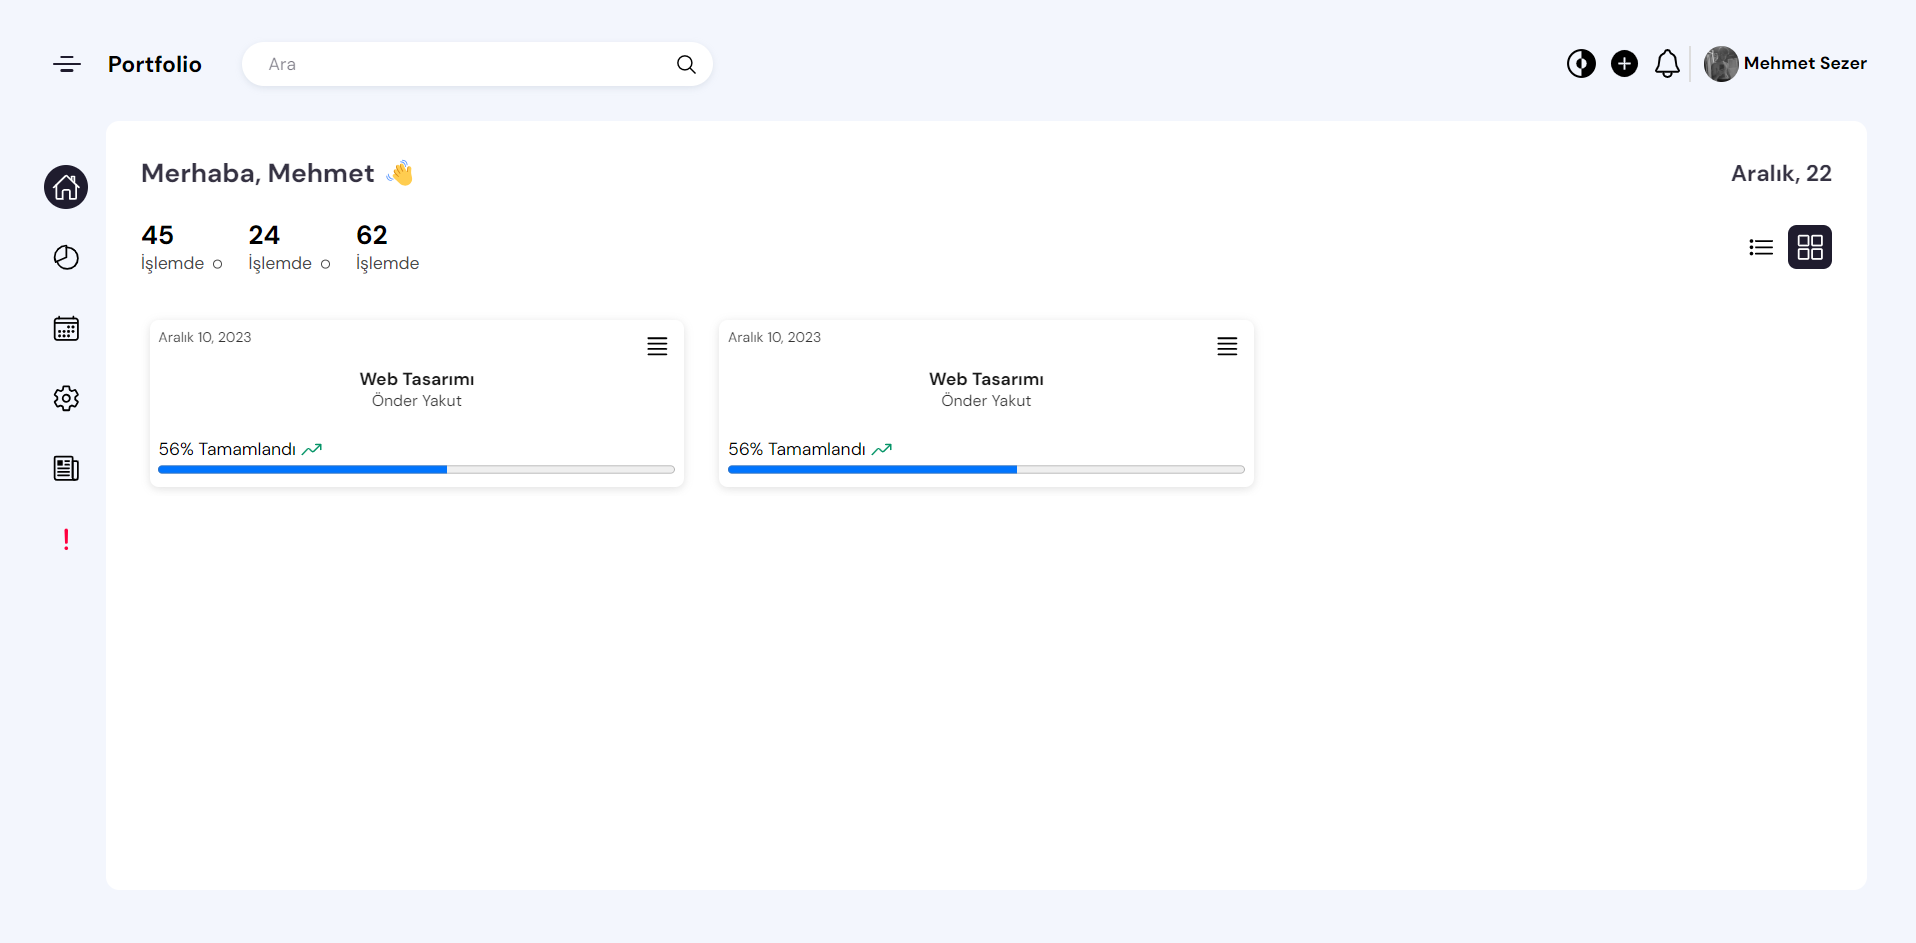 Portfolio
Ara
Mehmet Sezer
Merhaba, Mehmet 👋
Aralık, 22
45
İşlemde
24
İşlemde
62
İşlemde
Aralık 10, 2023
Web Tasarımı
Önder Yakut
56% Tamamlandı
Aralık 10, 2023
Web Tasarımı
Önder Yakut
56% Tamamlandı